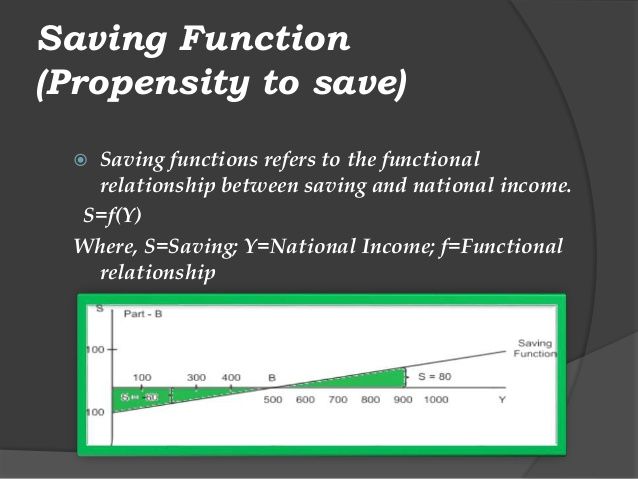 Saving Function
(Propensity to save)
Saving functions refers to the functional
relationship between saving and national income.
S=f(Y)
Where, S=Saving; Y=National Income; f=Functional
relationship
S
Part - B
Saving
Function
100
100 300 400 B
S = 80
S = -60
500 600 700 800 900 1000 Y
100